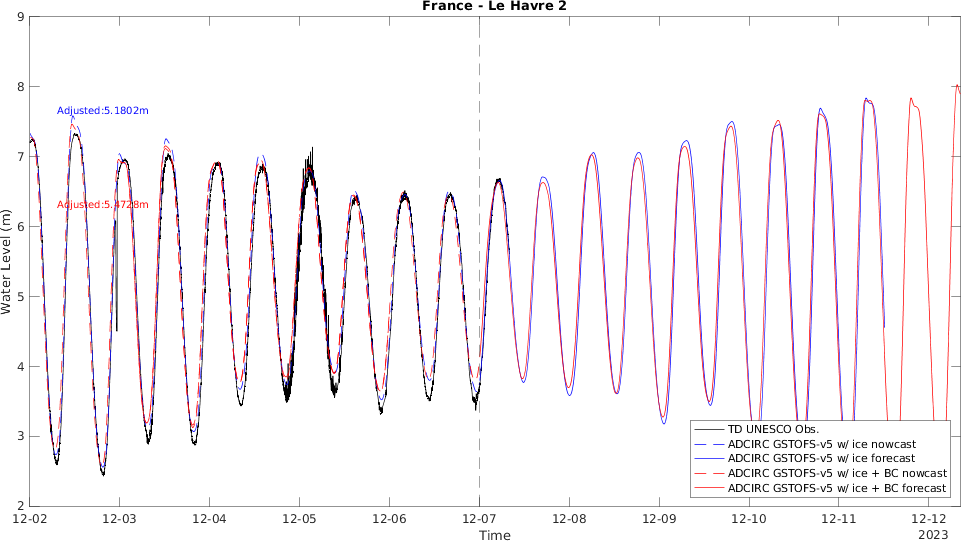 France - Le Havre 2
9
8
7
6
5
4
3
2
Water Level (m)
Adjusted:5.1802m
Adjusted:5.4728m
TD UNESCO Obs.
ADCIRC GSTOFS-v5 w/ ice nowcast
ADCIRC GSTOFS-v5 w/ ice forecast
ADCIRC GSTOFS-v5 w/ ice + BC nowcast
ADCIRC GSTOFS-v5 w/ ice + BC forecast
12-02 12-03 12-04 12-05 12-06 12-07 12-08 12-09 12-10 12-11 12-12
Time
2023